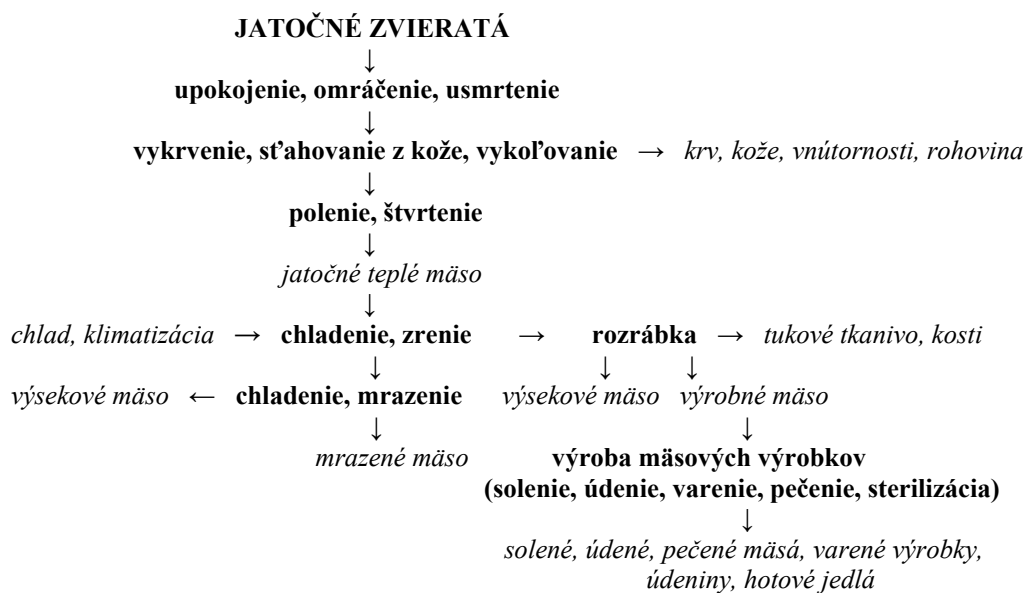 JATOČNÉ ZVIERATÁ
↓
upokojenie, omráčenie, usmrtenie
↓
vykrvenie, sťahovanie z kože, vykoľovanie → krv, kože, vnútornosti, rohovina
↓
polenie, štvrtenie
↓
jatočné teplé mäso
↓
chlad, klimatizácia → chladenie, zrenie → rozrábka → tukové tkanivo, kosti
↓ ↓ ↓
výsekové mäso ← chladenie, mrazenie výsekové mäso výrobné mäso
↓ ↓
mrazené mäso výroba mäsových výrobkov
(solenie, údenie, varenie, pečenie, sterilizácia)
↓
solené, údené, pečené mäsá, varené výrobky,
údeniny, hotové jedlá